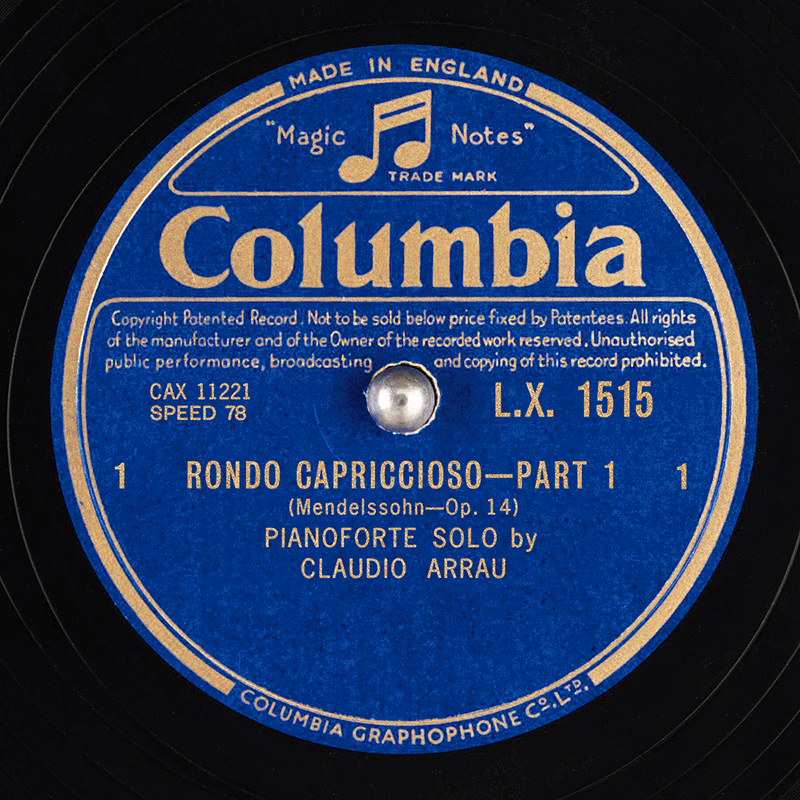 MADE IN ENGLAND
"Magic Notes"
TRADE MARK
Columbia
Copyright Patented Record. Not to be sold below price fixed by Patentees. All rights
of the manufacturer and of the Owner of the recorded work reserved. Unauthorised
public performance, broadcasting and copying of this record prohibited.
CAX 11221
SPEED 78
L.X. 1515
1 RONDO CAPRICCIOSO—PART 1 1
(Mendelssohn—Op. 14)
PIANOFORTE SOLO by
CLAUDIO ARRAU
COLUMBIA GRAPHOPHONE CO. LTD.